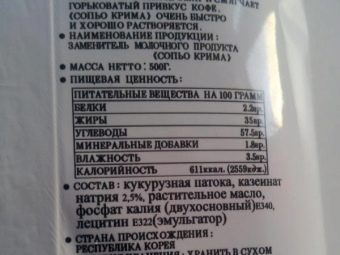 ГОРЬКОВАТЫЙ ПРИВКУС КОФЕ.
(СОПЬО КРИМА) ОЧЕНЬ БЫСТРО
И ХОРОШО РАСТВОРЯЕТСЯ.
● НАИМЕНОВАНИЕ ПРОДУКЦИИ:
ЗАМЕНИТЕЛЬ МОЛОЧНОГО ПРОПУКТА
(СОПЬО КРИМА)
● МАССА НЕТТО: 500Г.
● ПИЩЕВАЯ ЦЕННОСТЬ:
ПИТАТЕЛЬНЫЕ ВЕЩЕСТВА НА 100 ГРАММ
БЕЛКИ 2.2гр.
ЖИРЫ 35гр.
УГЛЕВОДЫ 57.5гр.
МИНЕРАЛЬНЫЕ ДОБАВКИ 1.8гр.
ВЛАЖНОСТЬ 3.5гр.
КАЛОРИЙНОСТЬ 611ккал. (2559кдж.)
● СОСТАВ: кукурузная патока, казеинат
натрия 2,5%, растительное масло,
фосфат калия (двухосновный)E340,
лецитин E322(эмульгатор)
● СТРАНА ПРОИСХОЖДЕНИЯ:
РЕСПУБЛИКА КОРЕЯ
ХРАНИТЬ В СУХОМ